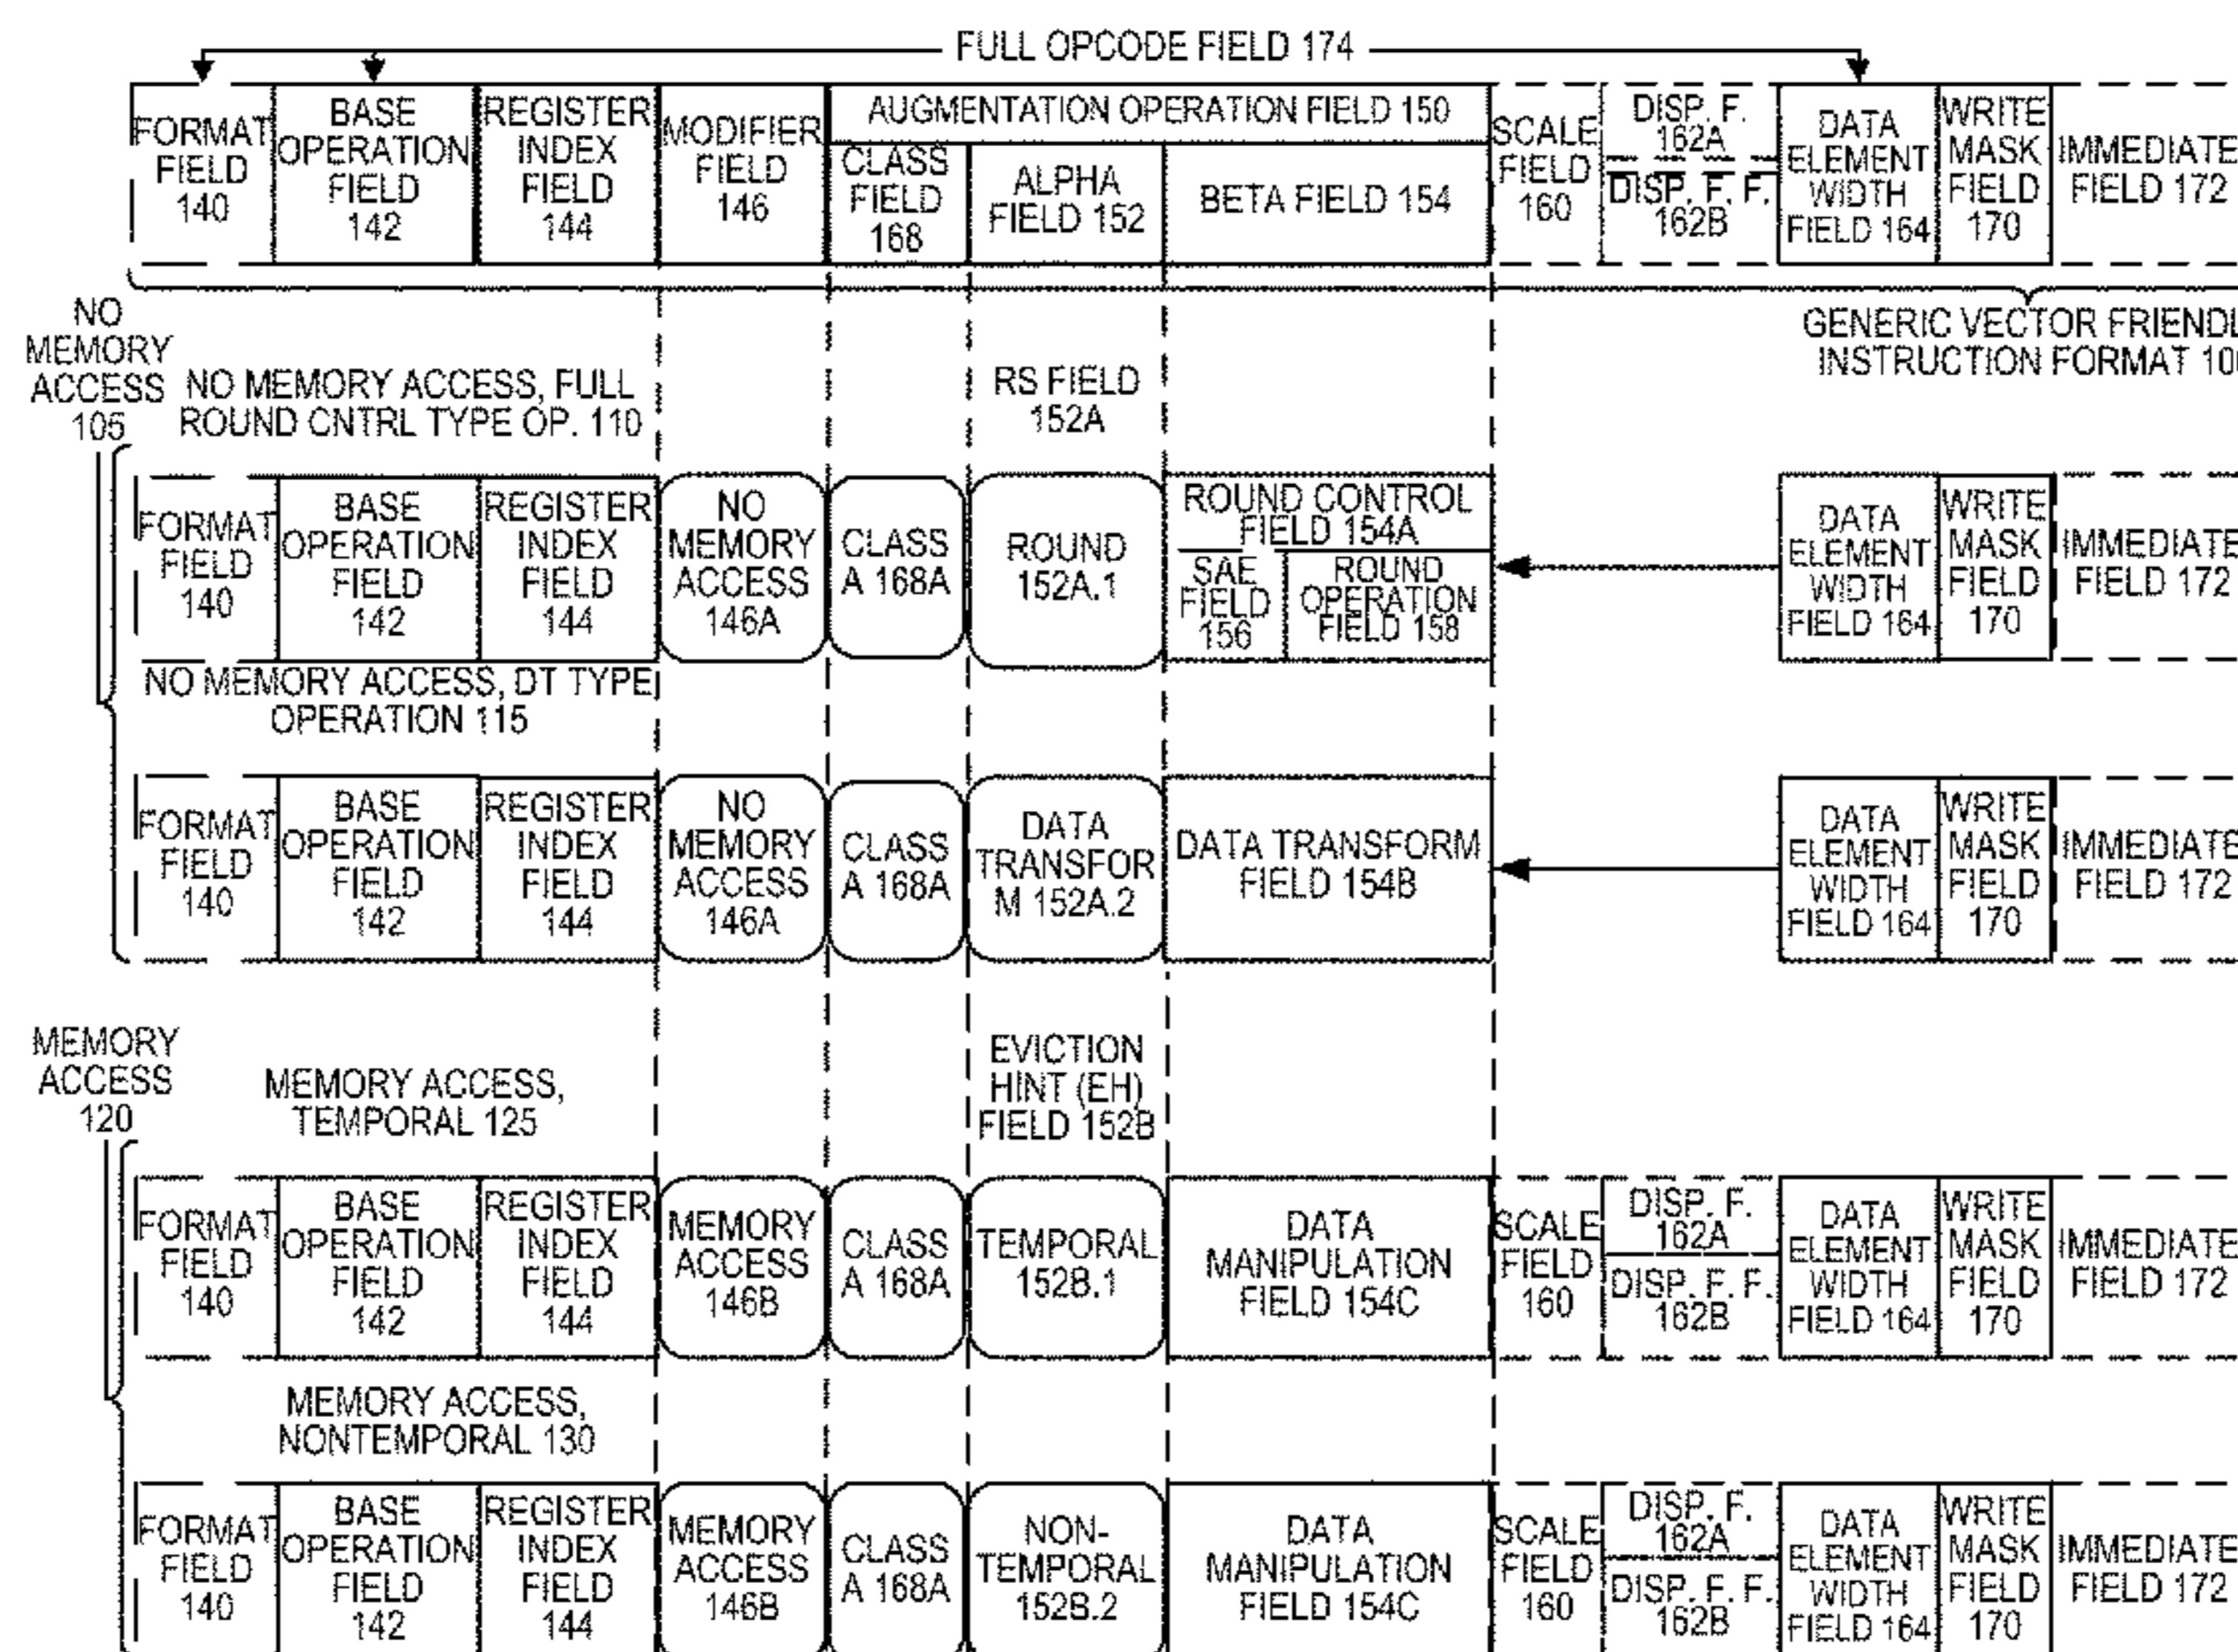 FULL OPCODE FIELD 174
FORMAT
FIELD
140
BASE
OPERATION
FIELD
142
REGISTER
INDEX
FIELD
144
MODIFIER
FIELD
146
AUGMENTATION OPERATION FIELD 150
CLASS
FIELD
168
ALPHA
FIELD 152
BETA FIELD 154
SCALE
FIELD
160
DISP. F.
162A
DISP. F. F.
162B
DATA
ELEMENT
WIDTH
FIELD 164
WRITE
MASK
FIELD
170
IMMEDIATE
FIELD 172
GENERIC VECTOR
INSTRUCTION FORMAT
NO
MEMORY
ACCESS
105
NO MEMORY ACCESS, FULL
ROUND CNTRL TYPE OP. 110
RS FIELD
152A
FORMAT
FIELD
140
BASE
OPERATION
FIELD
142
REGISTER
INDEX
FIELD
144
NO
MEMORY
ACCESS
146A
CLASS
A 168A
ROUND
152A.1
ROUND CONTROL
FIELD 154A
SAE
FIELD
156
ROUND
OPERATION
FIELD 158
DATA
ELEMENT
WIDTH
FIELD 164
WRITE
MASK
FIELD
170
IMMEDIATE
FIELD 172
NO MEMORY ACCESS, DT TYPE
OPERATION 115
FORMAT
FIELD
140
BASE
OPERATION
FIELD
142
REGISTER
INDEX
FIELD
144
NO
MEMORY
ACCESS
146A
CLASS
A 168A
DATA
TRANSFOR
M 152A.2
DATA TRANSFORM
FIELD 154B
DATA
ELEMENT
WIDTH
FIELD 164
WRITE
MASK
FIELD
170
IMMEDIATE
FIELD 172
MEMORY
ACCESS
120
MEMORY ACCESS,
TEMPORAL 125
EVICTION
HINT (EH)
FIELD 152B
FORMAT
FIELD
140
BASE
OPERATION
FIELD
142
REGISTER
INDEX
FIELD
144
MEMORY
ACCESS
146B
CLASS
A 168A
TEMPORAL
152B.1
DATA
MANIPULATION
FIELD 154C
SCALE
FIELD
160
DISP. F.
162A
DISP. F. F.
162B
DATA
ELEMENT
WIDTH
FIELD 164
WRITE
MASK
FIELD
170
IMMEDIATE
FIELD 172
MEMORY ACCESS,
NONTEMPORAL 130
FORMAT
FIELD
140
BASE
OPERATION
FIELD
142
REGISTER
INDEX
FIELD
144
MEMORY
ACCESS
146B
CLASS
A 168A
NON-
TEMPORAL
152B.2
DATA
MANIPULATION
FIELD 154C
SCALE
FIELD
160
DISP. F.
162A
DISP. F. F.
162B
DATA
ELEMENT
WIDTH
FIELD 164
WRITE
MASK
FIELD
170
IMMEDIATE
FIELD 172